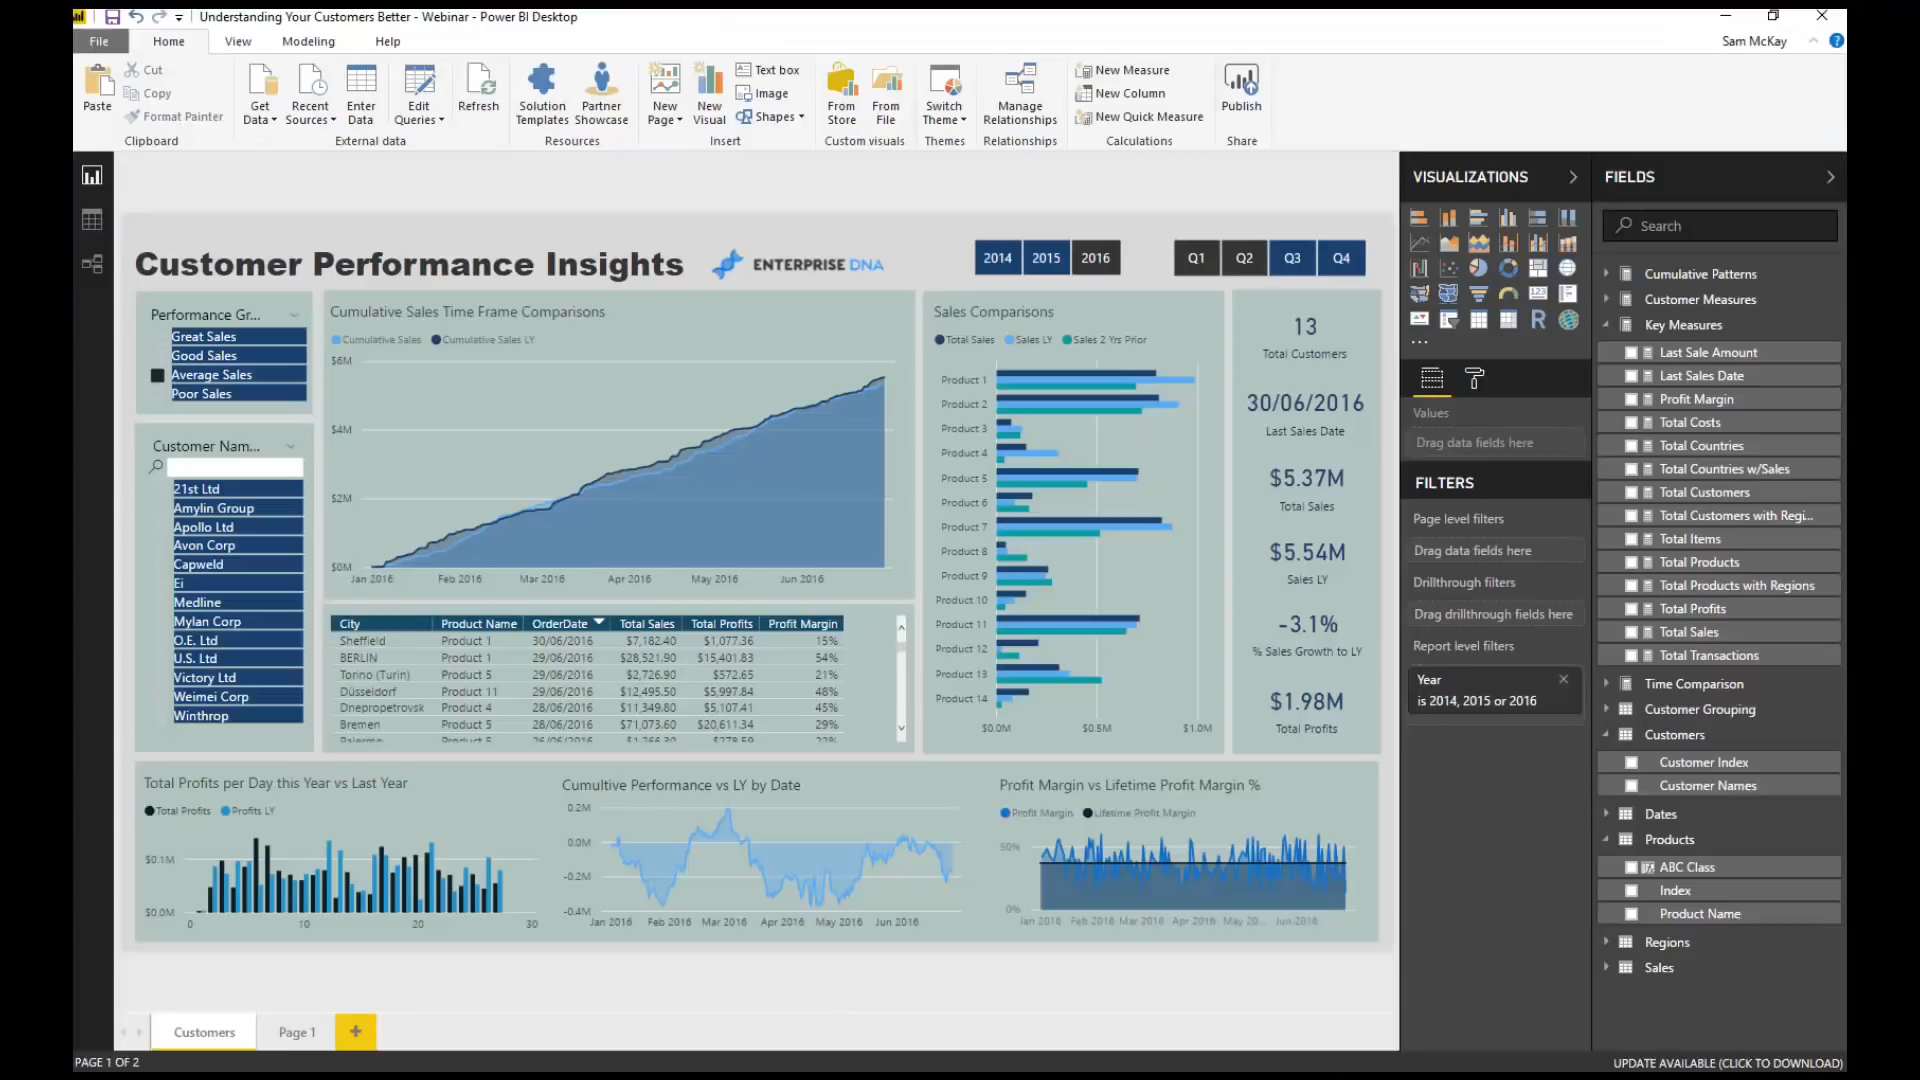 Understanding Your Customers Better - Webinar - Power BI Desktop
File Home View Modeling Help Sam McKay
Paste Cut Copy Format Painter
Clipboard
Get Data Recent Sources Enter Data Edit Queries Refresh
External data
Solution Templates Partner Showcase
Resources
New Page New Visual Text box Image Shapes
Insert
From Store From File
Custom visuals
Switch Theme
Themes
Manage Relationships
Relationships
New Measure
New Column
New Quick Measure
Calculations
Publish
Share
Customer Performance Insights
ENTERPRISE DNA
2014 2015 2016
Q1 Q2 Q3 Q4
Performance Gr...
Great Sales
Good Sales
Average Sales
Poor Sales
Customer Nam...
21st Ltd
Amylin Group
Apollo Ltd
Avon Corp
Capweld
Ei
Medline
Mylan Corp
O.E. Ltd
U.S. Ltd
Victory Ltd
Weimei Corp
Winthrop
Cumulative Sales Time Frame Comparisons
Cumulative Sales Cumulative Sales LY
$6M
$4M
$2M
$0M
Jan 2016 Feb 2016 Mar 2016 Apr 2016 May 2016 Jun 2016
City Product Name OrderDate Total Sales Total Profits Profit Margin
Sheffield Product 1 30/06/2016 $7,182.40 $1,077.36 15%
BERLIN Product 1 29/06/2016 $28,521.90 $15,401.83 54%
Torino (Turin) Product 5 29/06/2016 $2,726.90 $572.65 21%
Düsseldorf Product 11 29/06/2016 $12,495.50 $5,997.84 48%
Dnepropetrovsk Product 4 28/06/2016 $11,349.80 $5,107.41 45%
Bremen Product 5 28/06/2016 $71,073.60 $20,611.34 29%
Palermo Product 5 26/06/2016 $1,266.30 $278.59 22%
Sales Comparisons
Total Sales Sales LY Sales 2 Yrs Prior
Product 1
Product 2
Product 3
Product 4
Product 5
Product 6
Product 7
Product 8
Product 9
Product 10
Product 11
Product 12
Product 13
Product 14
$0.0M $0.5M $1.0M
13
Total Customers
30/06/2016
Last Sales Date
$5.37M
Total Sales
$5.54M
Sales LY
-3.1%
% Sales Growth to LY
$1.98M
Total Profits
Total Profits per Day this Year vs Last Year
Total Profits Profits LY
$0.1M
$0.0M
0 10 20 30
Cumultive Performance vs LY by Date
0.2M
0.0M
-0.2M
-0.4M
Jan 2016 Feb 2016 Mar 2016 Apr 2016 May 2016 Jun 2016
Profit Margin vs Lifetime Profit Margin %
Profit Margin Lifetime Profit Margin
50%
0%
Jan 2016 Feb 2016 Mar 2016 Apr 2016 May 20... Jun 2016
VISUALIZATIONS
R
Values
Drag data fields here
FILTERS
Page level filters
Drag data fields here
Drillthrough filters
Drag drillthrough fields here
Report level filters
Year
is 2014, 2015 or 2016
FIELDS
Search
Cumulative Patterns
Customer Measures
Key Measures
Last Sale Amount
Last Sales Date
Profit Margin
Total Costs
Total Countries
Total Countries w/Sales
Total Customers
Total Customers with Regi...
Total Items
Total Products
Total Products with Regions
Total Profits
Total Sales
Total Transactions
Time Comparison
Customer Grouping
Customers
Customer Index
Customer Names
Dates
Products
ABC Class
Index
Product Name
Regions
Sales
Customers Page 1 +
PAGE 1 OF 2
UPDATE AVAILABLE (CLICK TO DOWNLOAD)